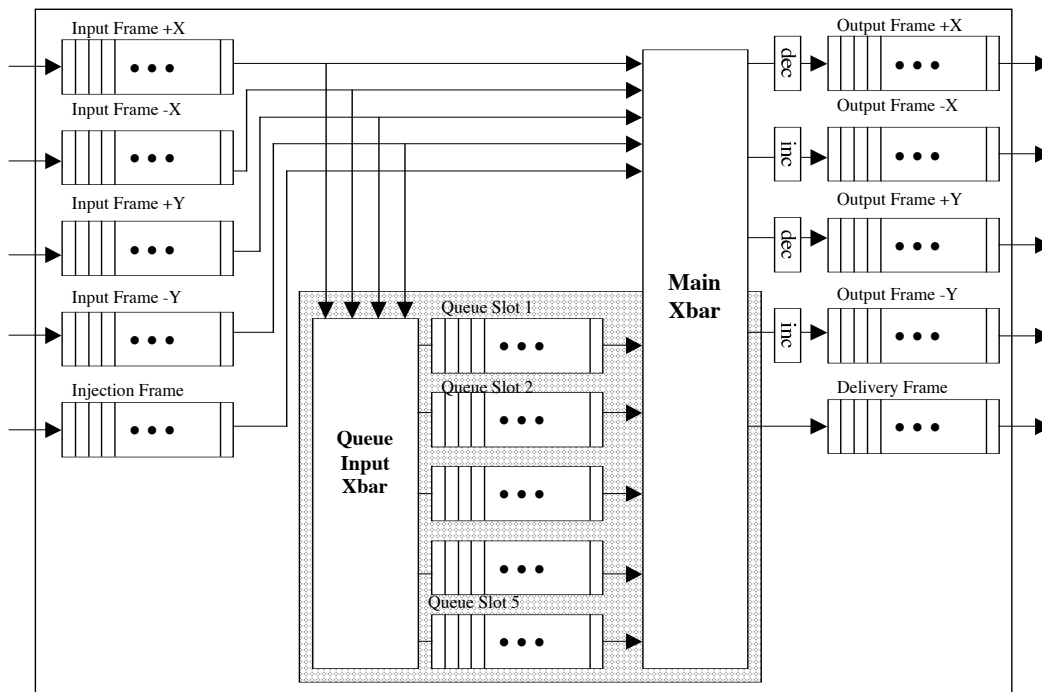 Input Frame +X
Input Frame -X
Input Frame +Y
Input Frame -Y
Injection Frame
Queue Input Xbar
Queue Slot 1
Queue Slot 2
Queue Slot 5
Main Xbar
dec
inc
dec
inc
Output Frame +X
Output Frame -X
Output Frame +Y
Output Frame -Y
Delivery Frame